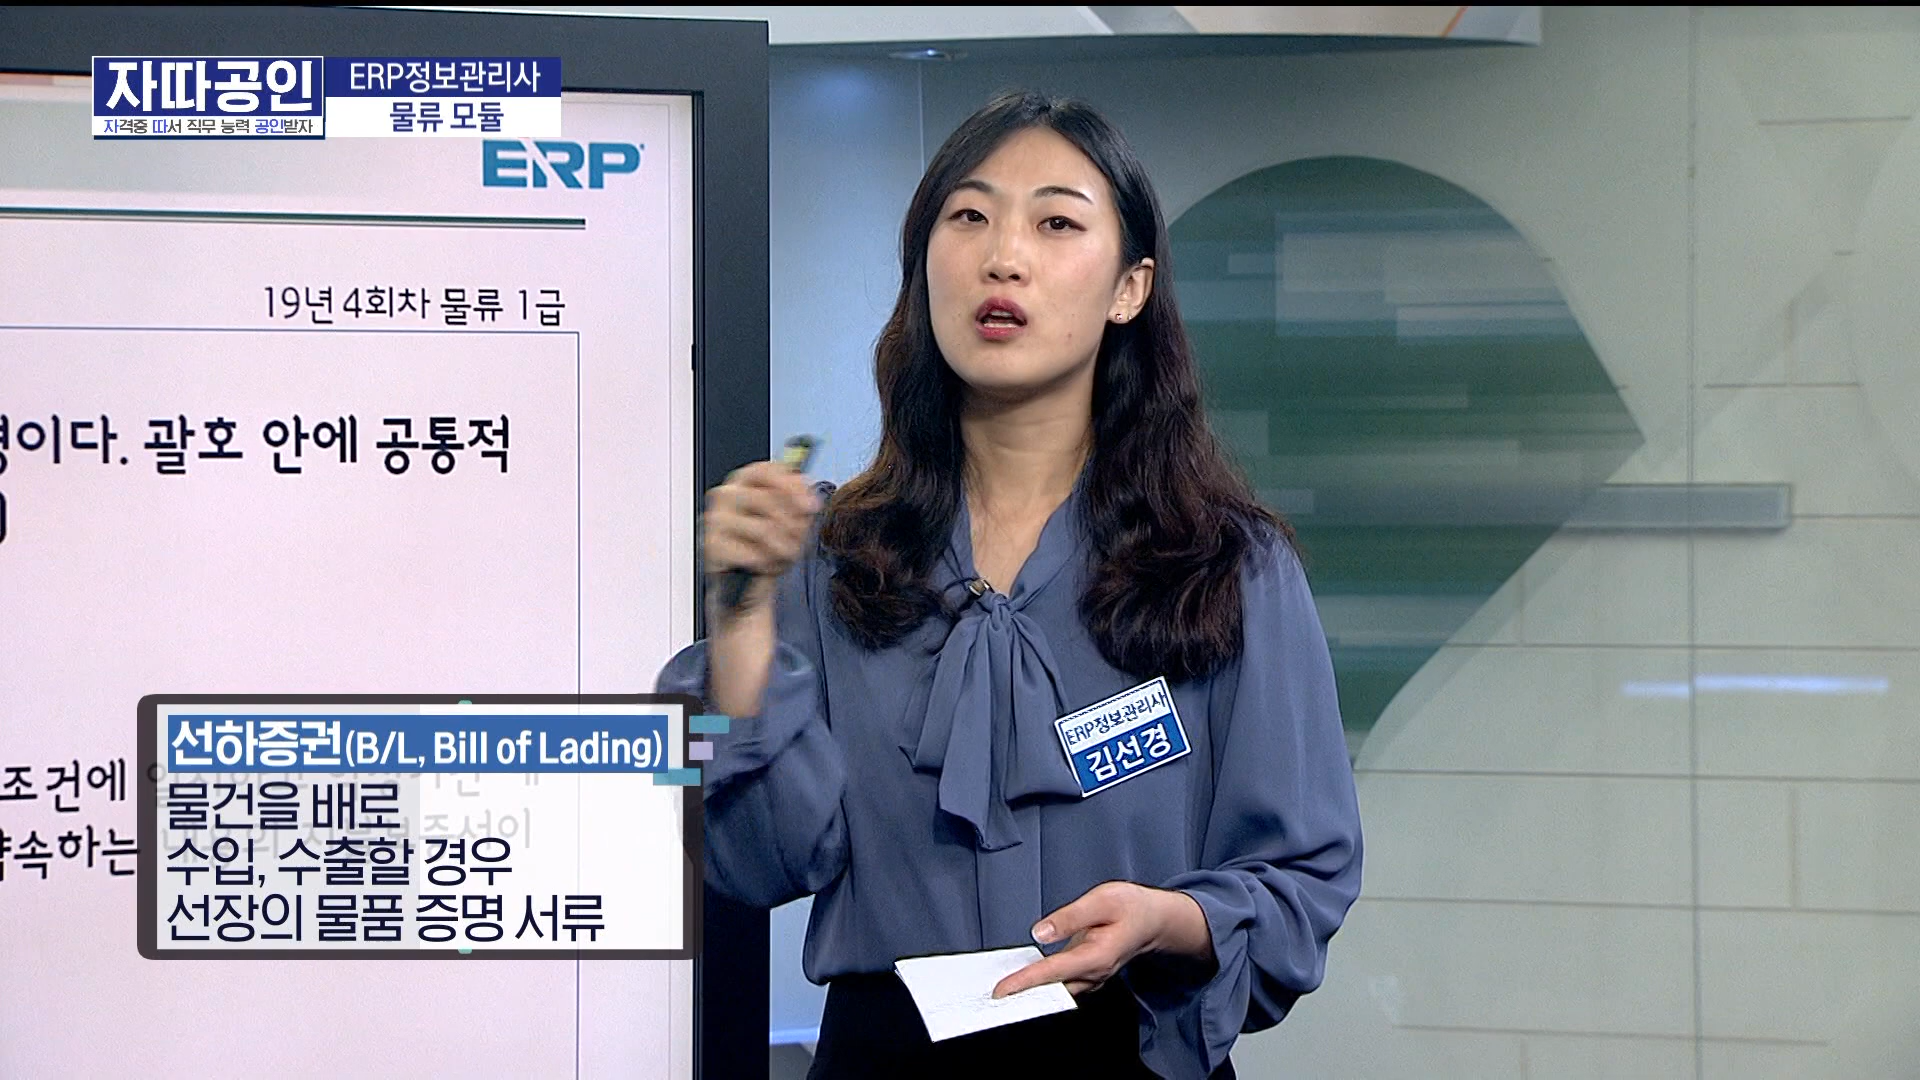 자따공인
자격증 따서 직무 능력 공인받자
ERP정보관리사
물류 모듈
ERP
19년 4회차 물류 1급
이다. 괄호 안에 공통적
조건에
약속하는
선하증권(B/L, Bill of Lading)
물건을 배로
수입, 수출할 경우
선장의 물품 증명 서류
ERP정보관리사
김선경